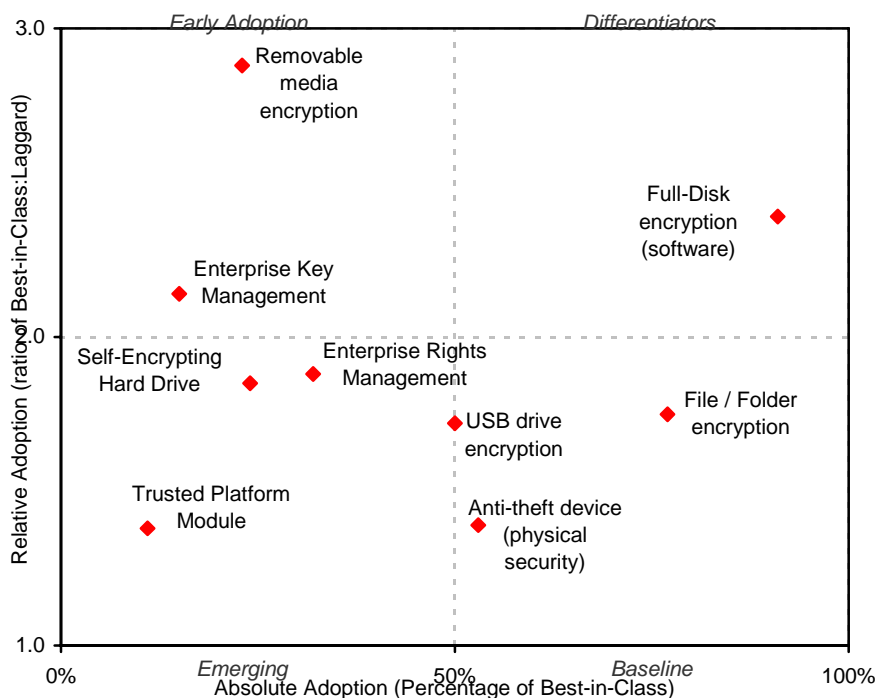 Early Adoption
Differentiators
3.0
Removable
media
encryption
Full-Disk
encryption
(software)
Enterprise Key
Management
2.0
Self-Encrypting
Hard Drive
Enterprise Rights
Management
File / Folder
encryption
USB drive
encryption
Trusted Platform
Module
Anti-theft device
(physical
security)
1.0
Relative Adoption (ratio of Best-in-Class:Laggard)
Emerging
Baseline
0%
50%
100%
Absolute Adoption (Percentage of Best-in-Class)